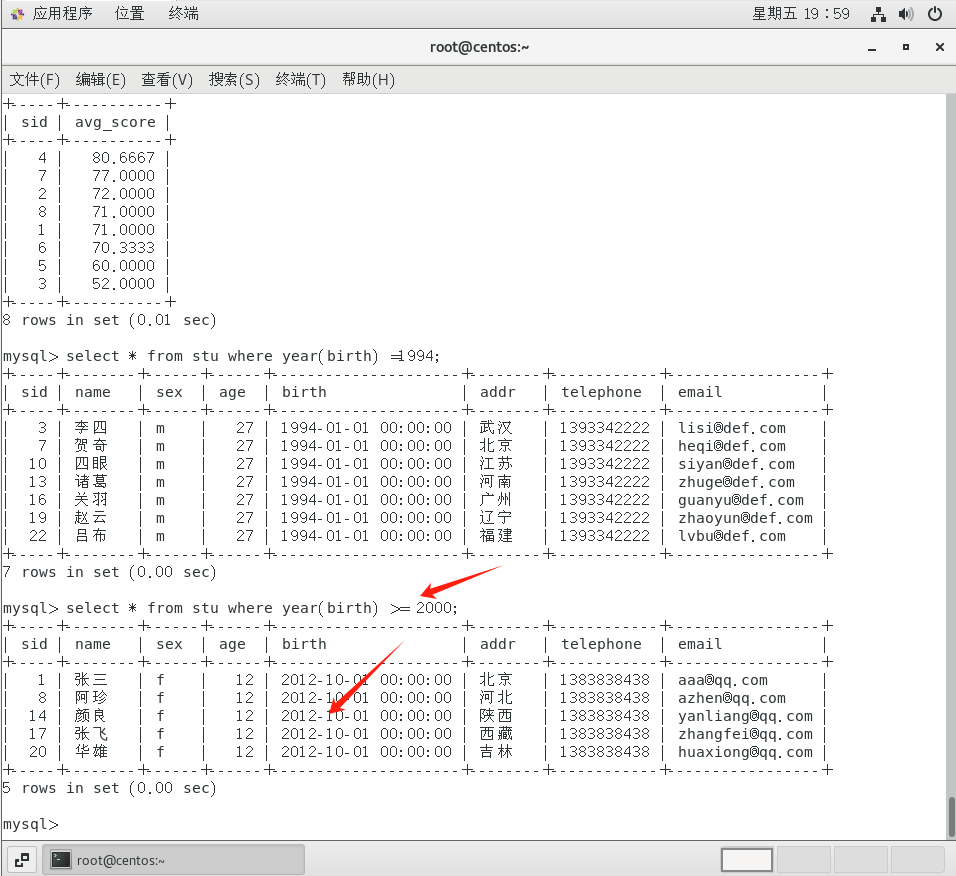 应用程序 位置 终端 星期五 19：59
root@centos:~
文件(F) 编辑(E) 查看(V) 搜索(S) 终端(T) 帮助(H)
+-----+-----------+
| sid | avg_score |
+-----+-----------+
| 4 | 80.6667 |
| 7 | 77.0000 |
| 2 | 72.0000 |
| 8 | 71.0000 |
| 1 | 71.0000 |
| 6 | 70.3333 |
| 5 | 60.0000 |
| 3 | 52.0000 |
+-----+-----------+
8 rows in set (0.01 sec)
mysql> select * from stu where year(birth) =1994;
+-----+------+-----+-----+---------------------+--------+------------+-----------------+
| sid | name | sex | age | birth | addr | telephone | email |
+-----+------+-----+-----+---------------------+--------+------------+-----------------+
| 3 | 李四 | m | 27 | 1994-01-01 00:00:00 | 武汉 | 1393342222 | lisi@def.com |
| 7 | 贺奇 | m | 27 | 1994-01-01 00:00:00 | 北京 | 1393342222 | heqi@def.com |
| 10 | 四眼 | m | 27 | 1994-01-01 00:00:00 | 江苏 | 1393342222 | siyan@def.com |
| 13 | 诸葛 | m | 27 | 1994-01-01 00:00:00 | 河南 | 1393342222 | zhuge@def.com |
| 16 | 关羽 | m | 27 | 1994-01-01 00:00:00 | 广州 | 1393342222 | guanyu@def.com |
| 19 | 赵云 | m | 27 | 1994-01-01 00:00:00 | 辽宁 | 1393342222 | zhaoyun@def.com |
| 22 | 吕布 | m | 27 | 1994-01-01 00:00:00 | 福建 | 1393342222 | lvbu@def.com |
+-----+------+-----+-----+---------------------+--------+------------+-----------------+
7 rows in set (0.00 sec)
mysql> select * from stu where year(birth) >= 2000;
+-----+------+-----+-----+---------------------+--------+------------+-----------------+
| sid | name | sex | age | birth | addr | telephone | email |
+-----+------+-----+-----+---------------------+--------+------------+-----------------+
| 1 | 张三 | f | 12 | 2012-10-01 00:00:00 | 北京 | 1383838438 | aaa@qq.com |
| 8 | 阿珍 | f | 12 | 2012-10-01 00:00:00 | 河北 | 1383838438 | azhen@qq.com |
| 14 | 颜良 | f | 12 | 2012-10-01 00:00:00 | 陕西 | 1383838438 | yanliang@qq.com |
| 17 | 张飞 | f | 12 | 2012-10-01 00:00:00 | 西藏 | 1383838438 | zhangfei@qq.com |
| 20 | 华雄 | f | 12 | 2012-10-01 00:00:00 | 吉林 | 1383838438 | huaxiong@qq.com |
+-----+------+-----+-----+---------------------+--------+------------+-----------------+
5 rows in set (0.00 sec)
mysql>
root@centos:~